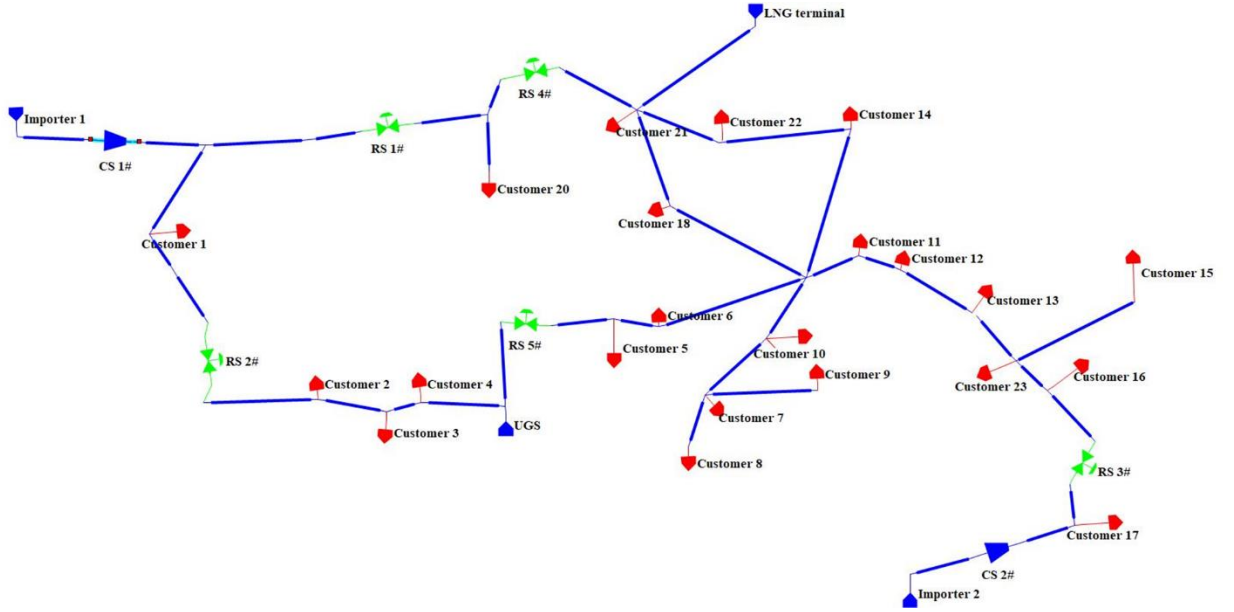 LNG terminal
RS 4#
Importer 1
Customer 22
Customer 14
Customer 21
RS 1#
CS 1#
Customer 20
Customer 18
Customer 1
Customer 11
Customer 12
Customer 15
Customer 13
Customer 6
RS 5#
Customer 5
Customer 10
RS 2#
Customer 9
Customer 16
Customer 23
Customer 2
Customer 4
Customer 7
UGS
Customer 3
Customer 8
RS 3#
Customer 17
CS 2#
Importer 2